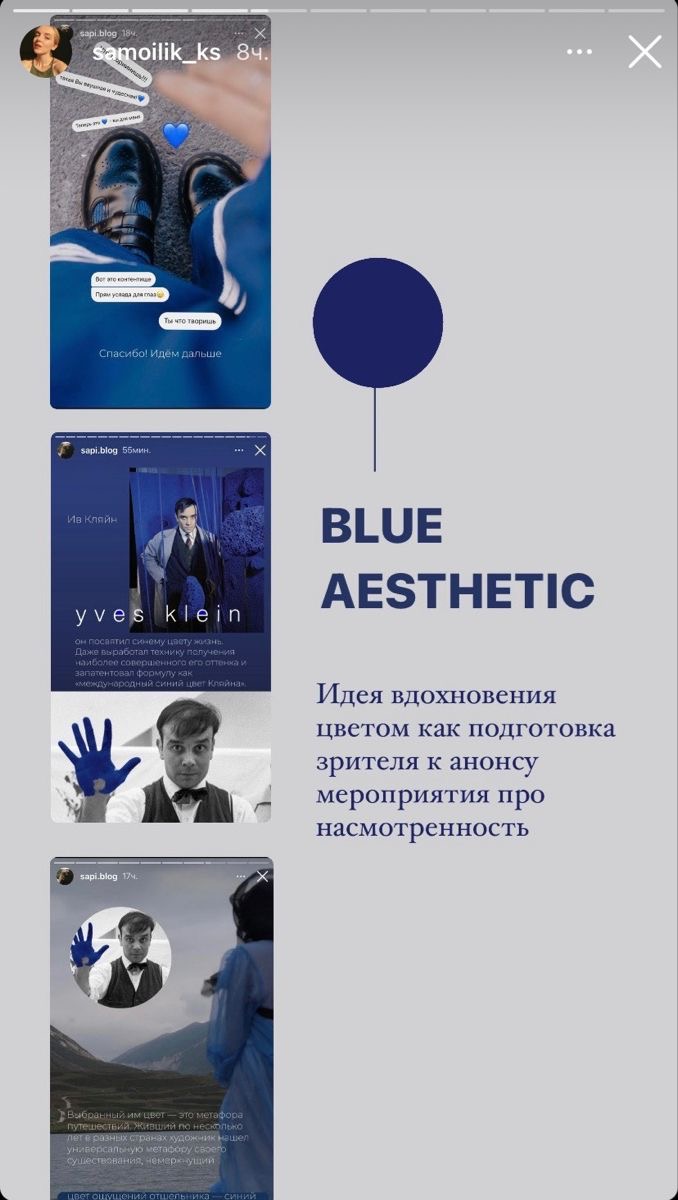 sapi.blog 18ч.
samoilik_ks 8ч.
такая Вы вкусная и чудесная💙
Теперь это 💙 - вы для меня
Вот это контентище
Прям услада для глаз😍
Ты что творишь
Спасибо! Идём дальше
BLUE
AESTHETIC
Идея вдохновения
цветом как подготовка
зрителя к анонсу
мероприятия про
насмотренность
sapi.blog 55мин.
Ив Кляйн
yves klein
он посвятил синему цвету жизнь.
Даже выработал технику получения
наиболее совершенного его оттенка и
запатентовал формулу как
«международный синий цвет Кляйна».
sapi.blog 17ч.
Выбранный им цвет — это метафора
путешествий. Живший по несколько
лет в разных странах художник нашел
универсальную метафору своего
существования, немеркнущий
цвет ощущений отшельника — синий